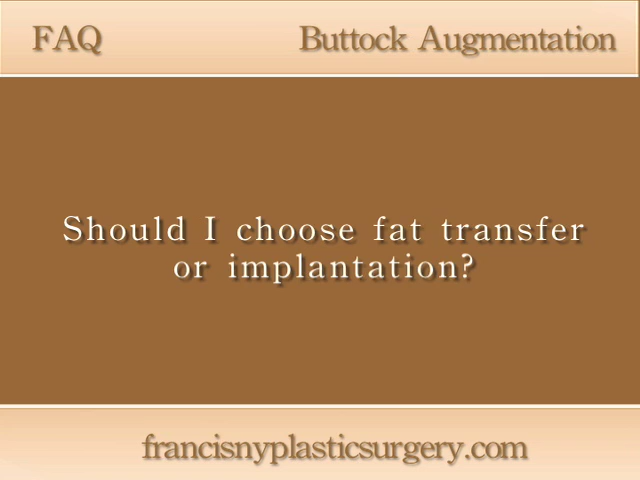 FAQ
Buttock Augmentation
Should I choose fat transfer
or implantation?
francisnyplasticsurgery.com